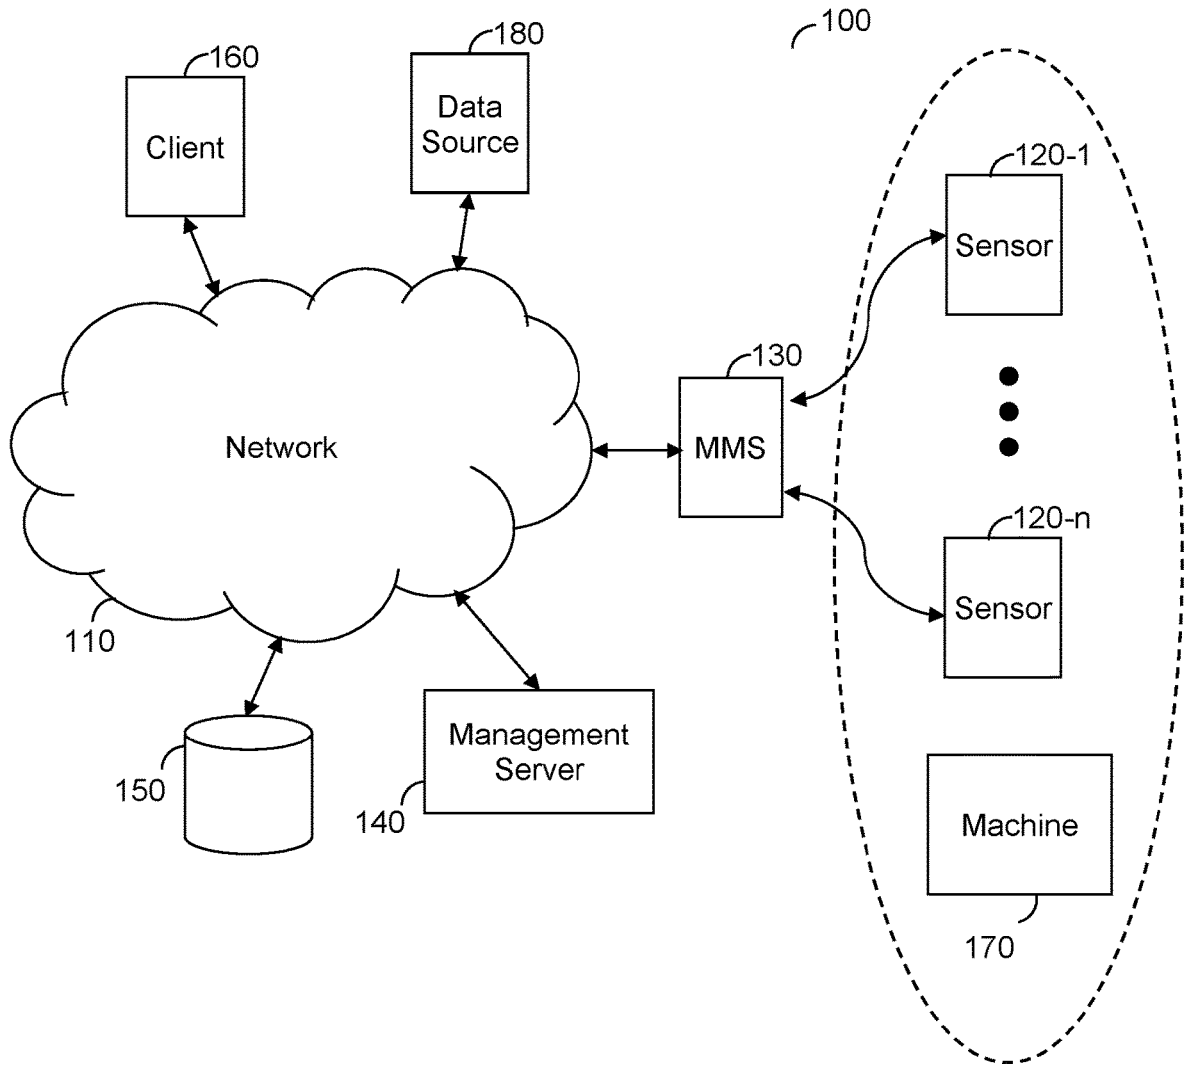 100
180
160
Data
Source
Client
120-1
Sensor
130
MMS
Network
120-n
Sensor
110
Management
Server
150
140
Machine
170